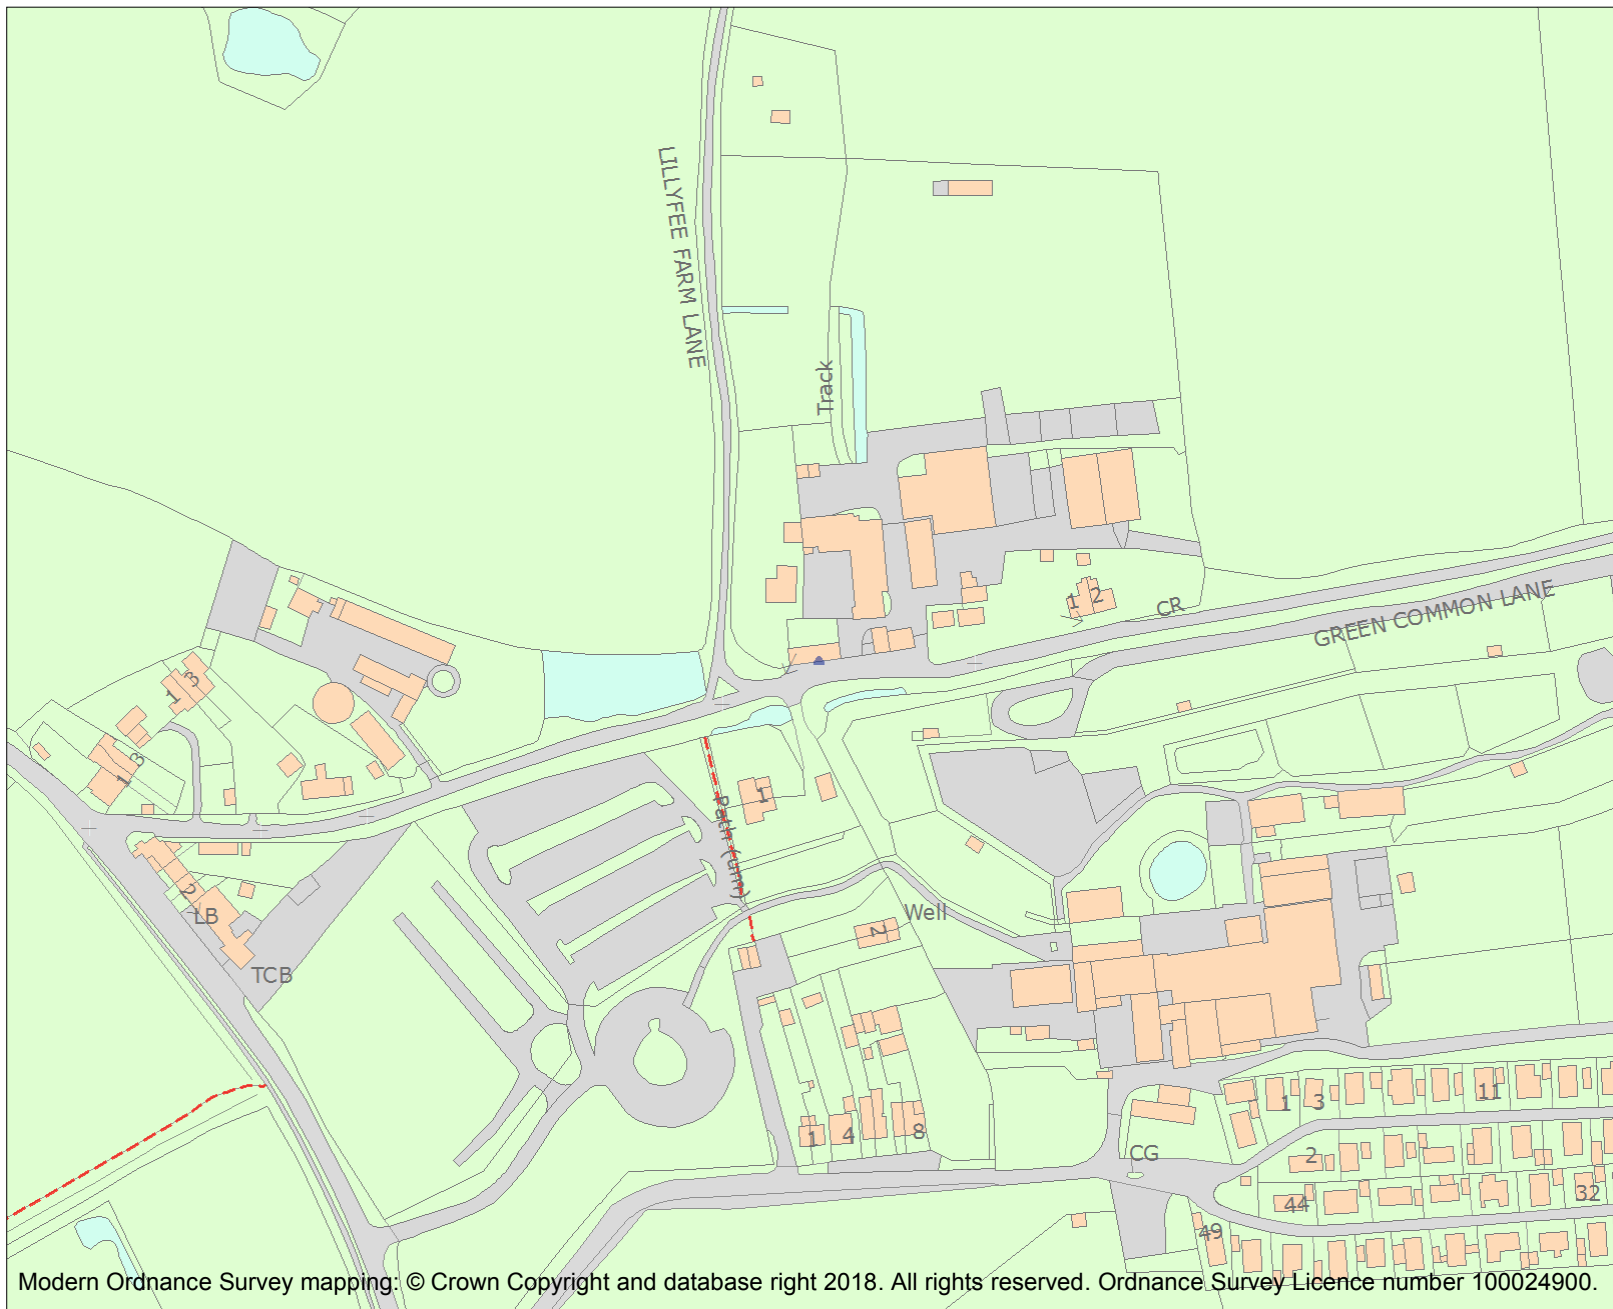 LILLYFEE FARM LANE
Track
1 2
CR
GREEN COMMON LANE
1 3
1 3
1
Path (um)
2
LB
TCB
2
Well
1
4
8
CG
1
3
11
2
44
32
49
Modern Ordnance Survey mapping: © Crown Copyright and database right 2018. All rights reserved. Ordnance Survey Licence number 100024900.